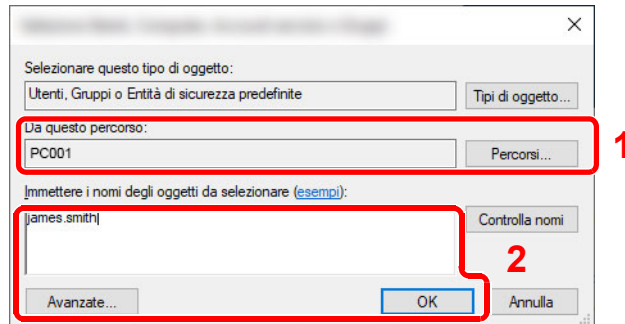 Selezionare questo tipo di oggetto:
Utenti, Gruppi o Entità di sicurezza predefinite
Tipi di oggetto...
Da questo percorso:
PC001
Percorsi...
1
Immettere i nomi degli oggetti da selezionare (esempi):
james.smith
Controlla nomi
2
Avanzate...
OK
Annulla